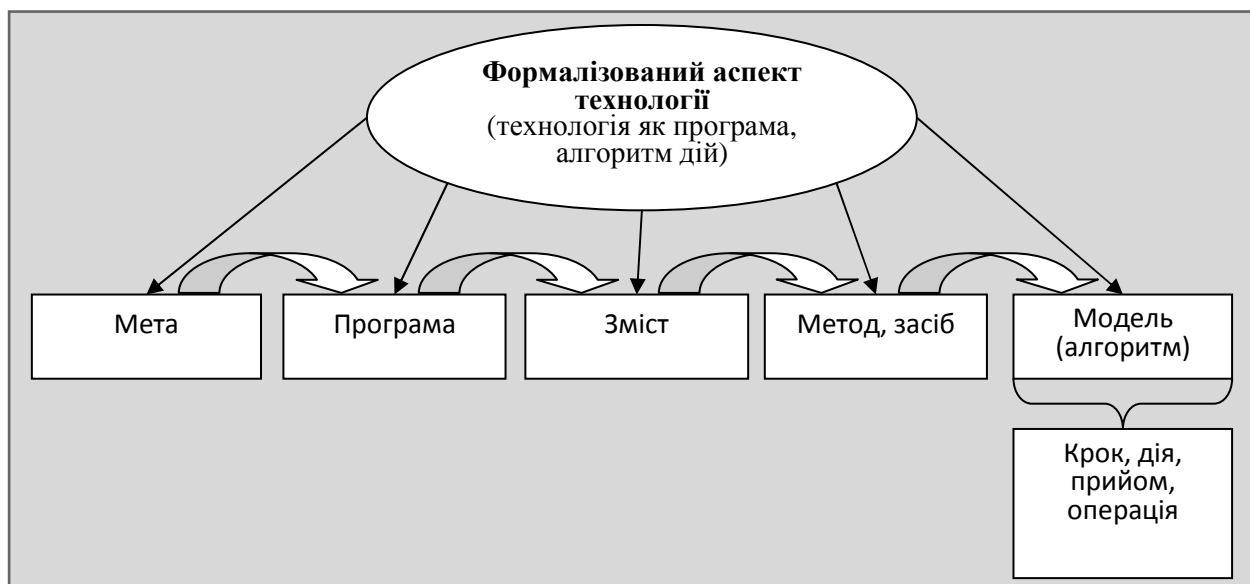 Формалізований аспект
технології
(технологія як програма,
алгоритм дій)
Мета
Програма
Зміст
Метод, засіб
Модель
(алгоритм)
Крок, дія,
прийом,
операція